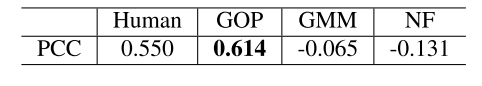 Human GOP GMM NF
PCC 0.550 0.614 -0.065 -0.131